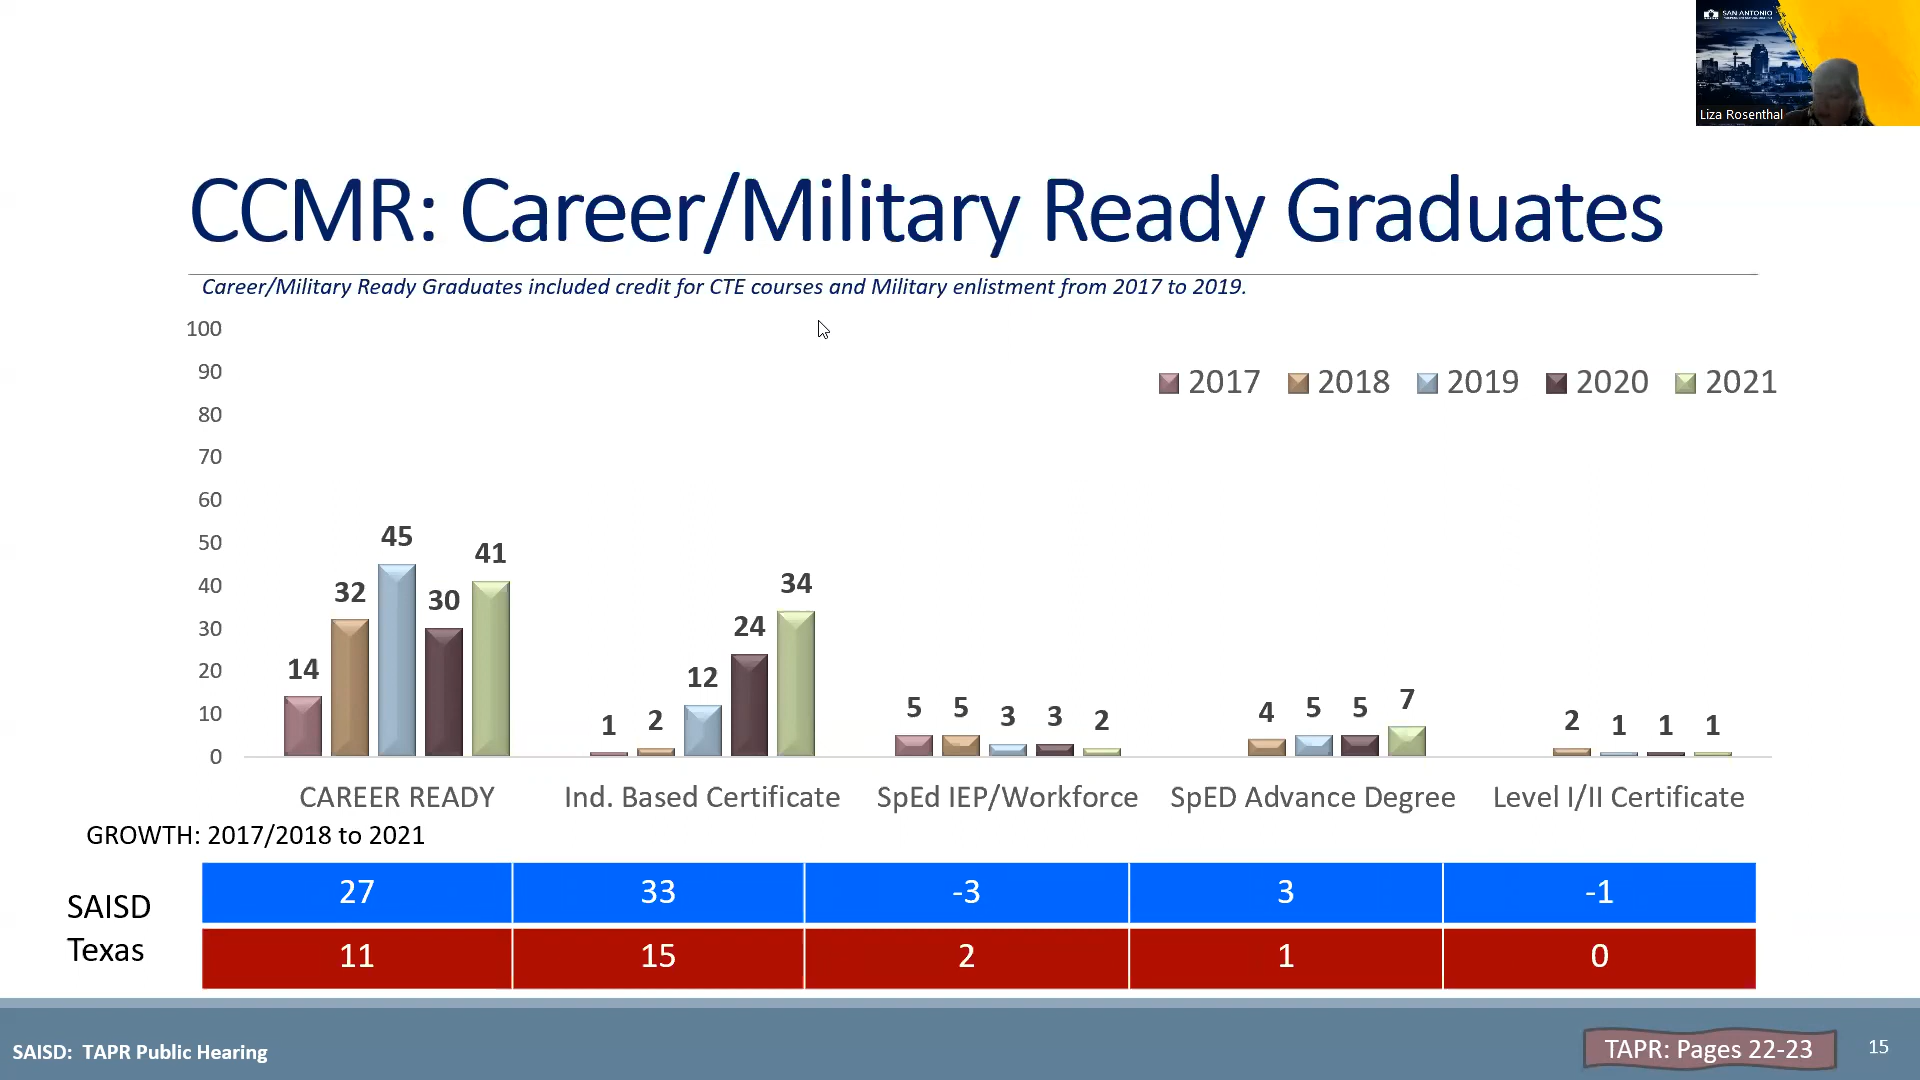 SAN ANTONIO
Liza Rosenthal
CCMR: Career/Military Ready Graduates
Career/Military Ready Graduates included credit for CTE courses and Military enlistment from 2017 to 2019.
100
90
80
70
60
50
40
30
20
10
0
2017 2018 2019 2020 2021
14 32 45 30 41
1 2 12 24 34
5 5 3 3 2
4 5 5 7
2 1 1 1
CAREER READY Ind. Based Certificate SpEd IEP/Workforce SpED Advance Degree Level I/II Certificate
GROWTH: 2017/2018 to 2021
SAISD 27 33 -3 3 -1
Texas 11 15 2 1 0
SAISD: TAPR Public Hearing
TAPR: Pages 22-23
15